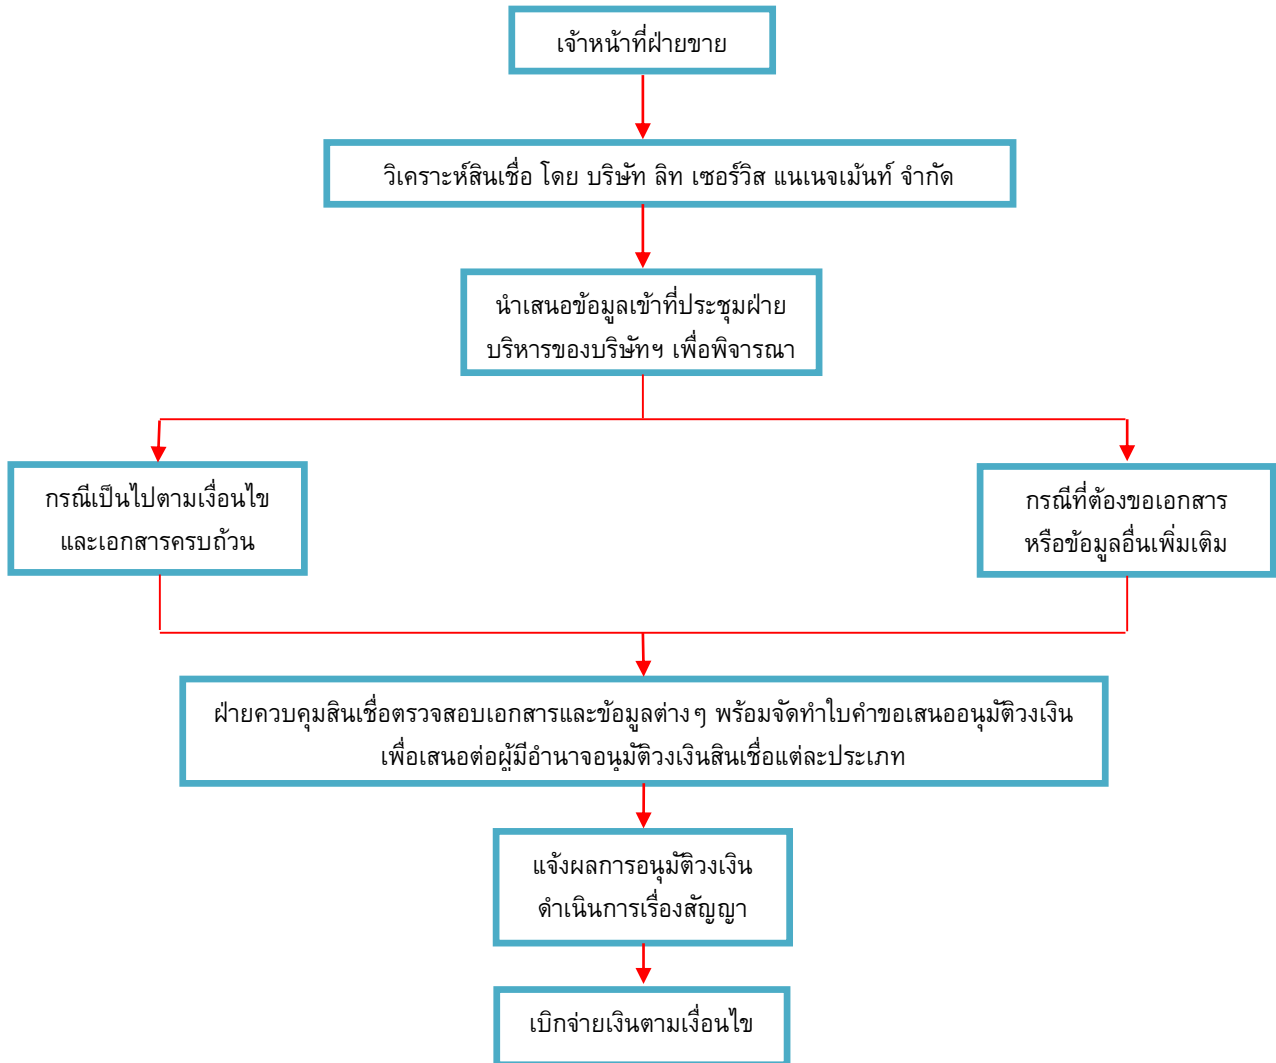 เจ้าหน้าที่ฝ่ายขาย
วิเคราะห์สินเชื่อ โดย บริษัท ลิท เซอร์วิส แนเนจเม้นท์ จำกัด
นำเสนอข้อมูลเข้าที่ประชุมฝ่าย
บริหารของบริษัทฯ เพื่อพิจารณา
กรณีเป็นไปตามเงื่อนไข
และเอกสารครบถ้วน
กรณีที่ต้องขอเอกสาร
หรือข้อมูลอื่นเพิ่มเติม
ฝ่ายควบคุมสินเชื่อตรวจสอบเอกสารและข้อมูลต่างๆ พร้อมจัดทำใบคำขอเสนออนุมัติวงเงิน
เพื่อเสนอต่อผู้มีอำนาจอนุมัติวงเงินสินเชื่อแต่ละประเภท
แจ้งผลการอนุมัติวงเงิน
ดำเนินการเรื่องสัญญา
เบิกจ่ายเงินตามเงื่อนไข